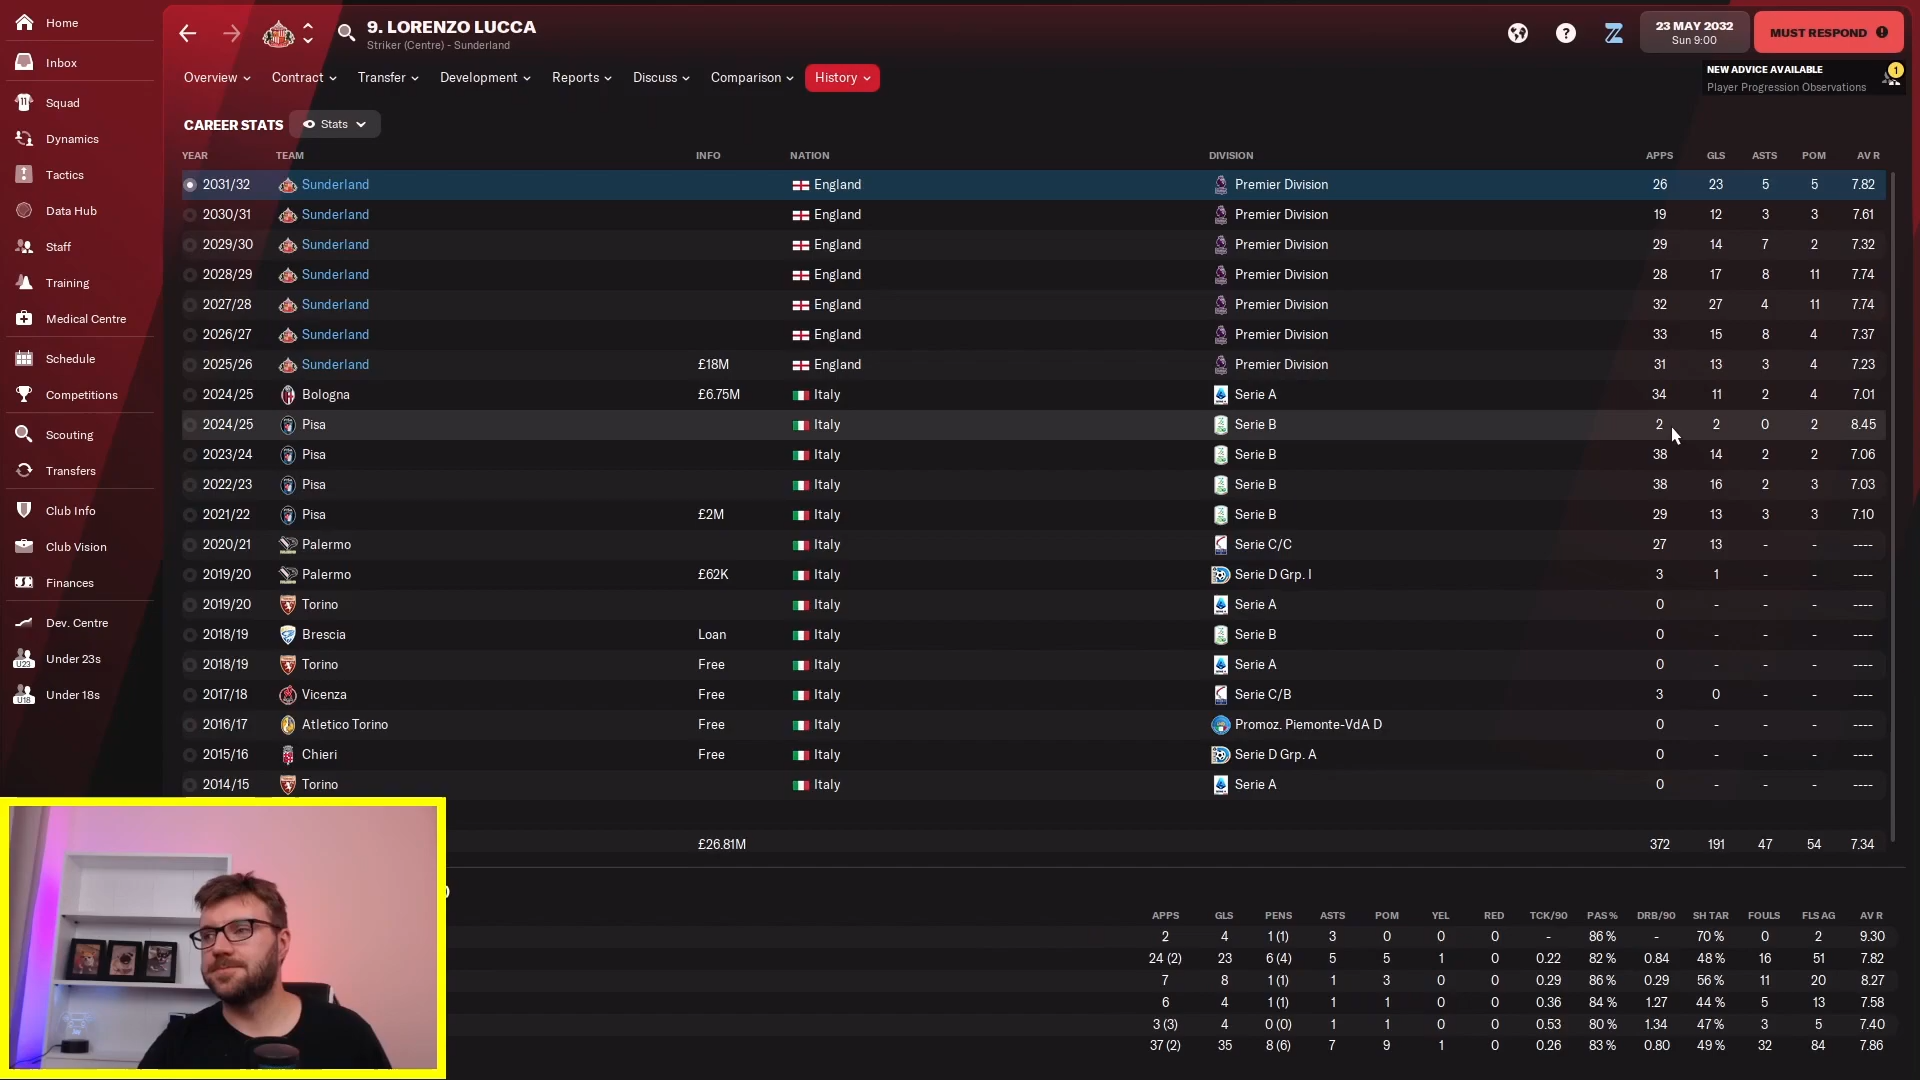 Home
Inbox
Squad
Dynamics
Tactics
Data Hub
Staff
Training
Medical Centre
Schedule
Competitions
Scouting
Transfers
Club Info
Club Vision
Finances
Dev. Centre
U23 Under 23s
U18 Under 18s
9. LORENZO LUCCA
Striker (Centre) - Sunderland
23 MAY 2032
Sun 9:00
MUST RESPOND
Overview Contract Transfer Development Reports Discuss Comparison History
NEW ADVICE AVAILABLE 1
Player Progression Observations
CAREER STATS Stats
YEAR TEAM INFO NATION DIVISION APPS GLS ASTS POM AV R
2031/32 Sunderland England Premier Division 26 23 5 5 7.82
2030/31 Sunderland England Premier Division 19 12 3 3 7.61
2029/30 Sunderland England Premier Division 29 14 7 2 7.32
2028/29 Sunderland England Premier Division 28 17 8 11 7.74
2027/28 Sunderland England Premier Division 32 27 4 11 7.74
2026/27 Sunderland England Premier Division 33 15 8 4 7.37
2025/26 Sunderland £18M England Premier Division 31 13 3 4 7.23
2024/25 Bologna £6.75M Italy Serie A 34 11 2 4 7.01
2024/25 Pisa Italy Serie B 2 2 0 2 8.45
2023/24 Pisa Italy Serie B 38 14 2 2 7.06
2022/23 Pisa Italy Serie B 38 16 2 3 7.03
2021/22 Pisa £2M Italy Serie B 29 13 3 3 7.10
2020/21 Palermo Italy Serie C/C 27 13 - - ----
2019/20 Palermo £62K Italy Serie D Grp. I 3 1 - - ----
2019/20 Torino Italy Serie A 0 - - - ----
2018/19 Brescia Loan Italy Serie B 0 - - - ----
2018/19 Torino Free Italy Serie A 0 - - - ----
2017/18 Vicenza Free Italy Serie C/B 3 0 - - ----
2016/17 Atletico Torino Free Italy Promoz. Piemonte-VdA D 0 - - - ----
2015/16 Chieri Free Italy Serie D Grp. A 0 - - - ----
2014/15 Torino Italy Serie A 0 - - - ----
£26.81M 372 191 47 54 7.34
APPS GLS PENS ASTS POM YEL RED TCK/90 PAS % DRB/90 SH TAR FOULS FLS AG AV R
2 4 1 (1) 3 0 0 0 - 86 % - 70 % 0 2 9.30
24 (2) 23 6 (4) 5 5 1 0 0.22 82 % 0.84 48 % 16 51 7.82
7 8 1 (1) 1 3 0 0 0.29 86 % 0.29 56 % 11 20 8.27
6 4 1 (1) 1 1 0 0 0.36 84 % 1.27 44 % 5 13 7.58
3 (3) 4 0 (0) 1 1 0 0 0.53 80 % 1.34 47 % 3 5 7.40
37 (2) 35 8 (6) 7 9 1 0 0.26 83 % 0.80 49 % 32 84 7.86